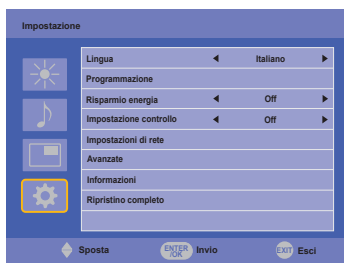 Impostazione
Lingua Italiano
Programmazione
Risparmio energia Off
Impostazione controllo Off
Impostazioni di rete
Avanzate
Informazioni
Ripristino completo
Sposta ENTER /OK Invio EXIT Esci